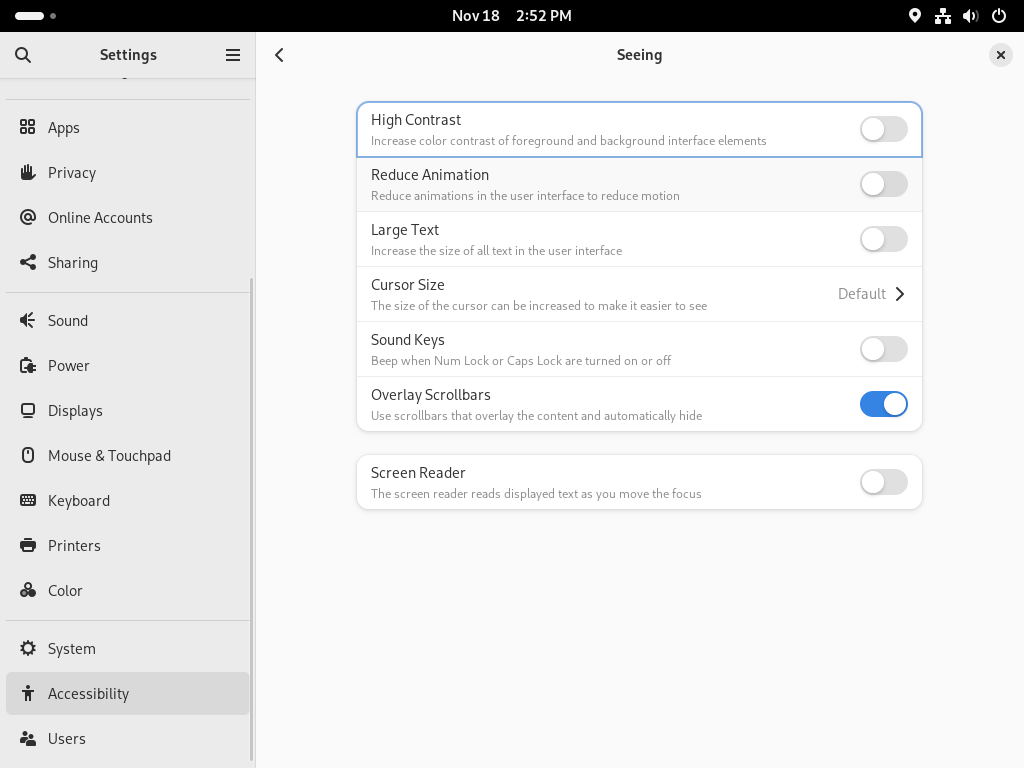 Nov 18 2:52 PM
Settings
Seeing
Apps
Privacy
Online Accounts
Sharing
Sound
Power
Displays
Mouse & Touchpad
Keyboard
Printers
Color
System
Accessibility
Users
High Contrast
Increase color contrast of foreground and background interface elements
Reduce Animation
Reduce animations in the user interface to reduce motion
Large Text
Increase the size of all text in the user interface
Cursor Size
The size of the cursor can be increased to make it easier to see
Default
Sound Keys
Beep when Num Lock or Caps Lock are turned on or off
Overlay Scrollbars
Use scrollbars that overlay the content and automatically hide
Screen Reader
The screen reader reads displayed text as you move the focus